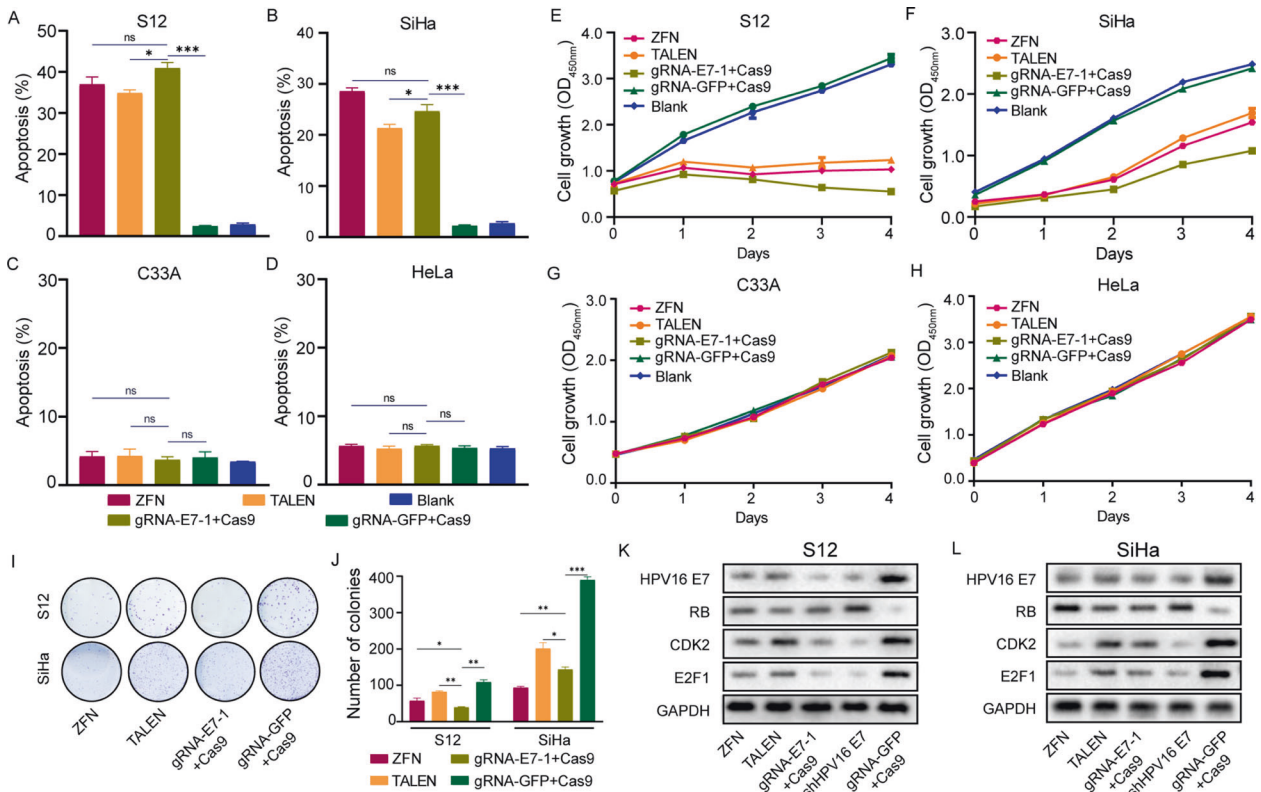 A
S12
Apoptosis (%)
50
40
30
20
10
0
ns
*
***
B
SiHa
Apoptosis (%)
40
30
20
10
0
ns
*
***
C
C33A
Apoptosis (%)
30
20
10
0
ns
ns
ns
D
HeLa
Apoptosis (%)
30
20
10
0
ns
ns
ns
ZFN
TALEN
Blank
gRNA-E7-1+Cas9
gRNA-GFP+Cas9
E
S12
Cell growth (OD450nm)
4.0
3.0
2.0
1.0
0.0
ZFN
TALEN
gRNA-E7-1+Cas9
gRNA-GFP+Cas9
Blank
0 1 2 3 4
Days
F
SiHa
Cell growth (OD450nm)
3.0
2.0
1.0
0.0
ZFN
TALEN
gRNA-E7-1+Cas9
gRNA-GFP+Cas9
Blank
0 1 2 3 4
Days
G
C33A
Cell growth (OD450nm)
3.0
2.0
1.0
0.0
ZFN
TALEN
gRNA-E7-1+Cas9
gRNA-GFP+Cas9
Blank
0 1 2 3 4
Days
H
HeLa
Cell growth (OD450nm)
4.0
3.0
2.0
1.0
0.0
ZFN
TALEN
gRNA-E7-1+Cas9
gRNA-GFP+Cas9
Blank
0 1 2 3 4
Days
I
S12
SiHa
ZFN
TALEN
gRNA-E7-1
+Cas9
gRNA-GFP
+Cas9
J
Number of colonies
400
300
200
100
0
*
**
**
**
*
***
S12
SiHa
ZFN
gRNA-E7-1+Cas9
TALEN
gRNA-GFP+Cas9
K
S12
HPV16 E7
RB
CDK2
E2F1
GAPDH
ZFN
TALEN
gRNA-E7-1
+Cas9
shHPV16 E7
gRNA-GFP
+Cas9
L
SiHa
HPV16 E7
RB
CDK2
E2F1
GAPDH
ZFN
TALEN
gRNA-E7-1
+Cas9
shHPV16 E7
gRNA-GFP
+Cas9